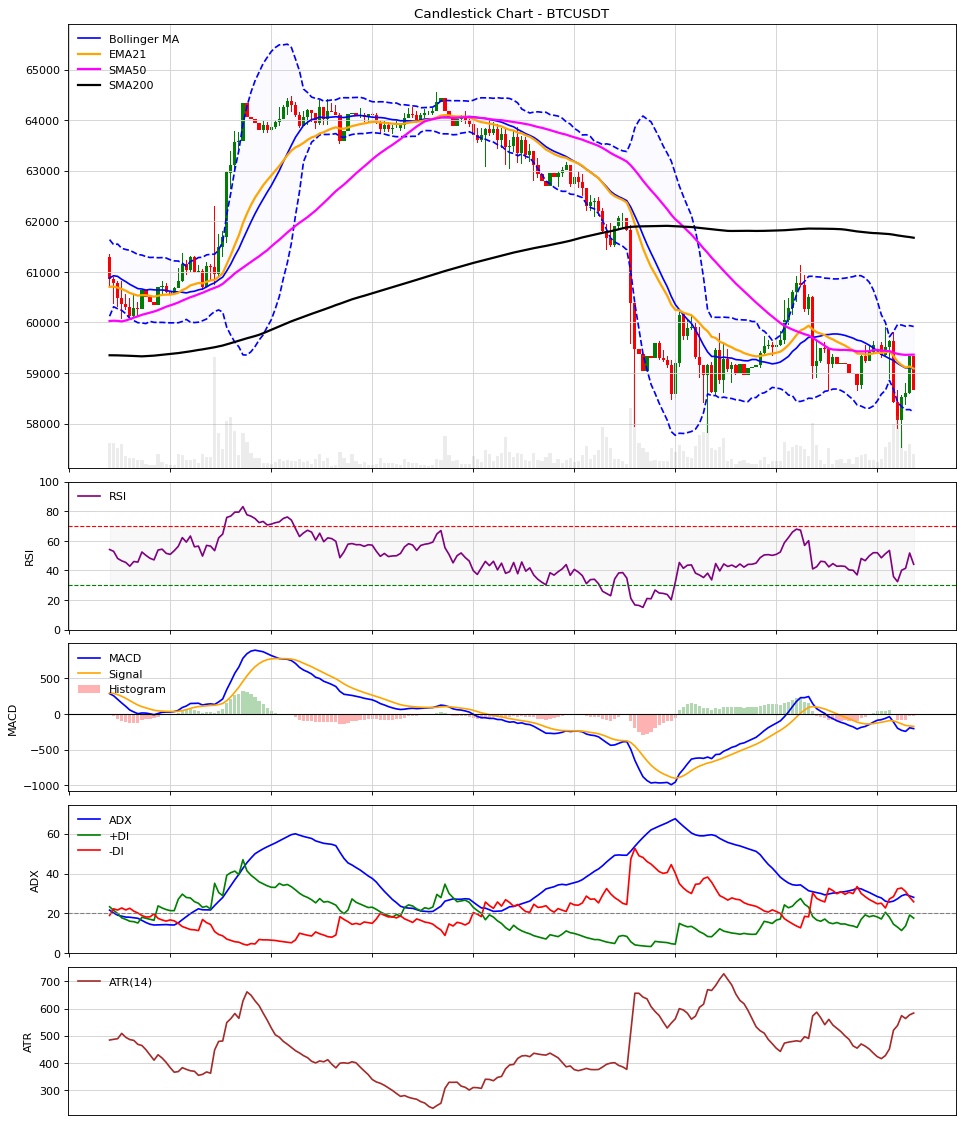 Candlestick Chart - BTCUSDT
Bollinger MA
EMA21
SMA50
SMA200
65000
64000
63000
62000
61000
60000
59000
58000
RSI
100
80
60
40
20
0
RSI
MACD
Signal
Histogram
500
0
−500
−1000
MACD
ADX
+DI
-DI
60
40
20
0
ADX
ATR(14)
700
600
500
400
300
ATR